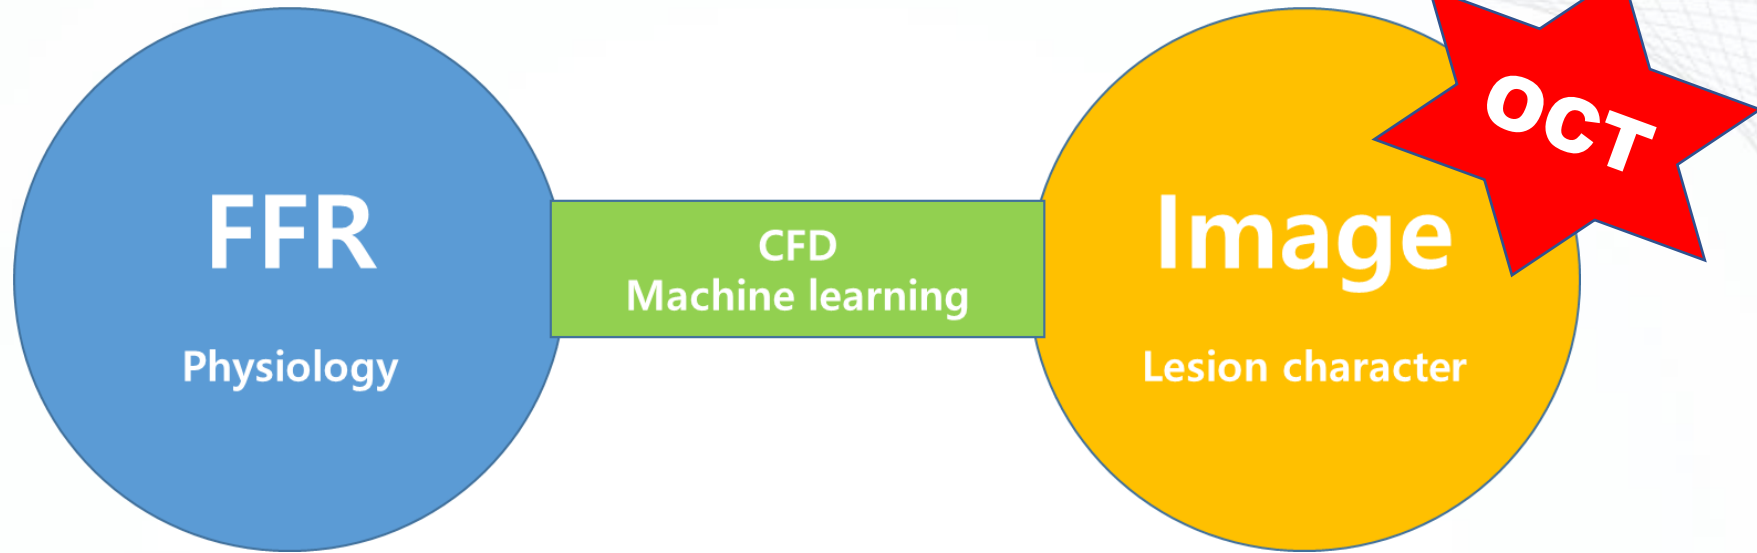 FFR
Physiology
CFD
Machine learning
Image
Lesion character
OCT